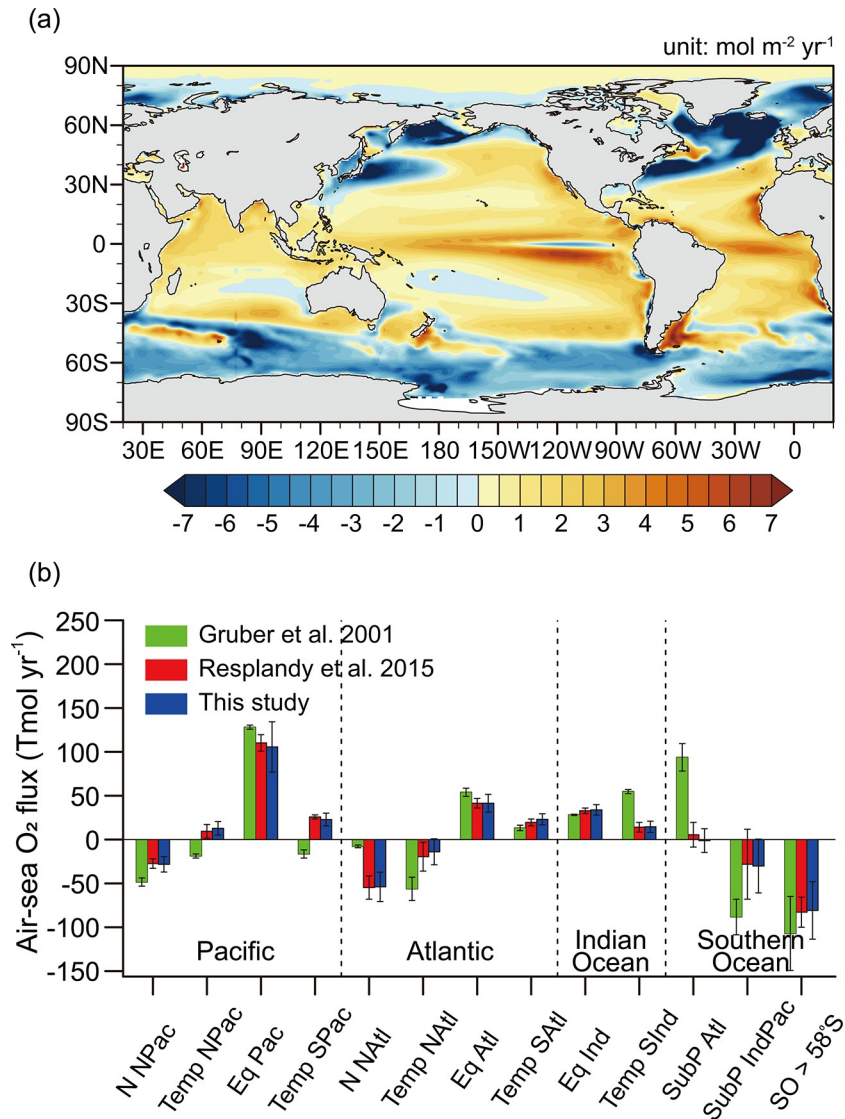 (a)
unit: mol m⁻² yr⁻¹
90N
60N
30N
0
30S
60S
90S
30E 60E 90E 120E 150E 180 150W 120W 90W 60W 30W 0
-7 -6 -5 -4 -3 -2 -1 0 1 2 3 4 5 6 7
(b)
Air-sea O₂ flux (Tmol yr⁻¹)
250
200
150
100
50
0
-50
-100
-150
Gruber et al. 2001
Resplandy et al. 2015
This study
Pacific
Atlantic
Indian
Ocean
Southern
Ocean
N NPac
Temp NPac
Eq Pac
Temp SPac
N NAtl
Temp NAtl
Eq Atl
Temp SAtl
Eq Ind
Temp SInd
SubP Atl
SubP IndPac
SO > 58°S